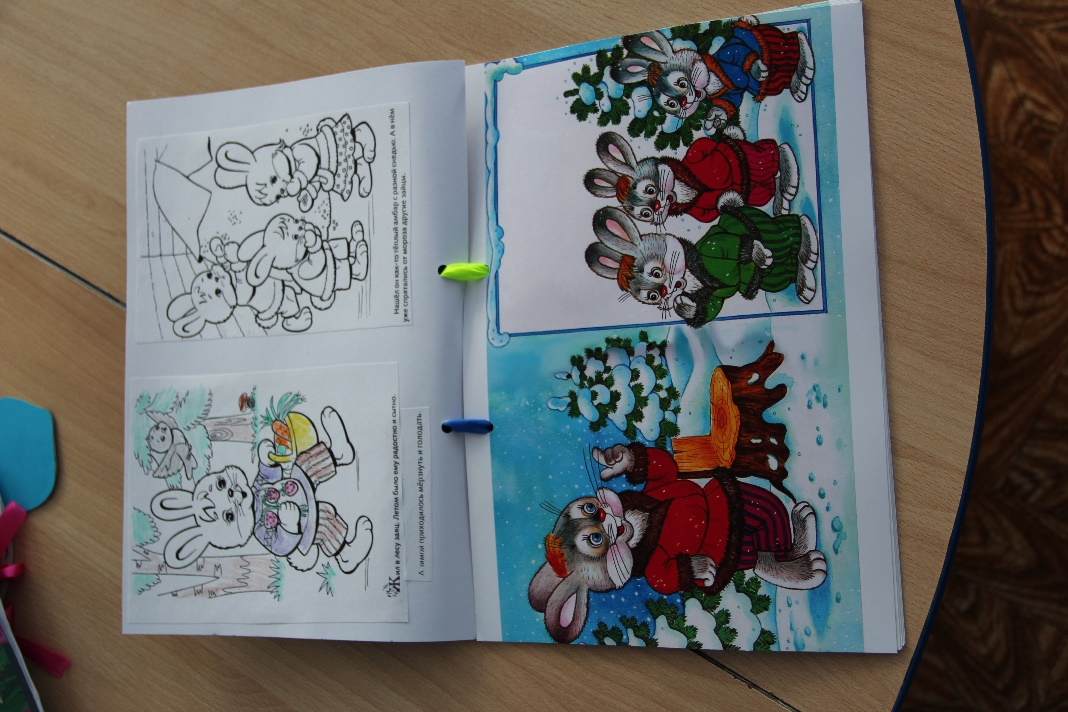 Жил в лесу заяц. Летом было ему радостно и сытно.
А зимой приходилось мёрзнуть и голодать.
Нашёл он как-то тёплый амбар с разной снедью. А в нём
уже спрятались от мороза другие зайцы.